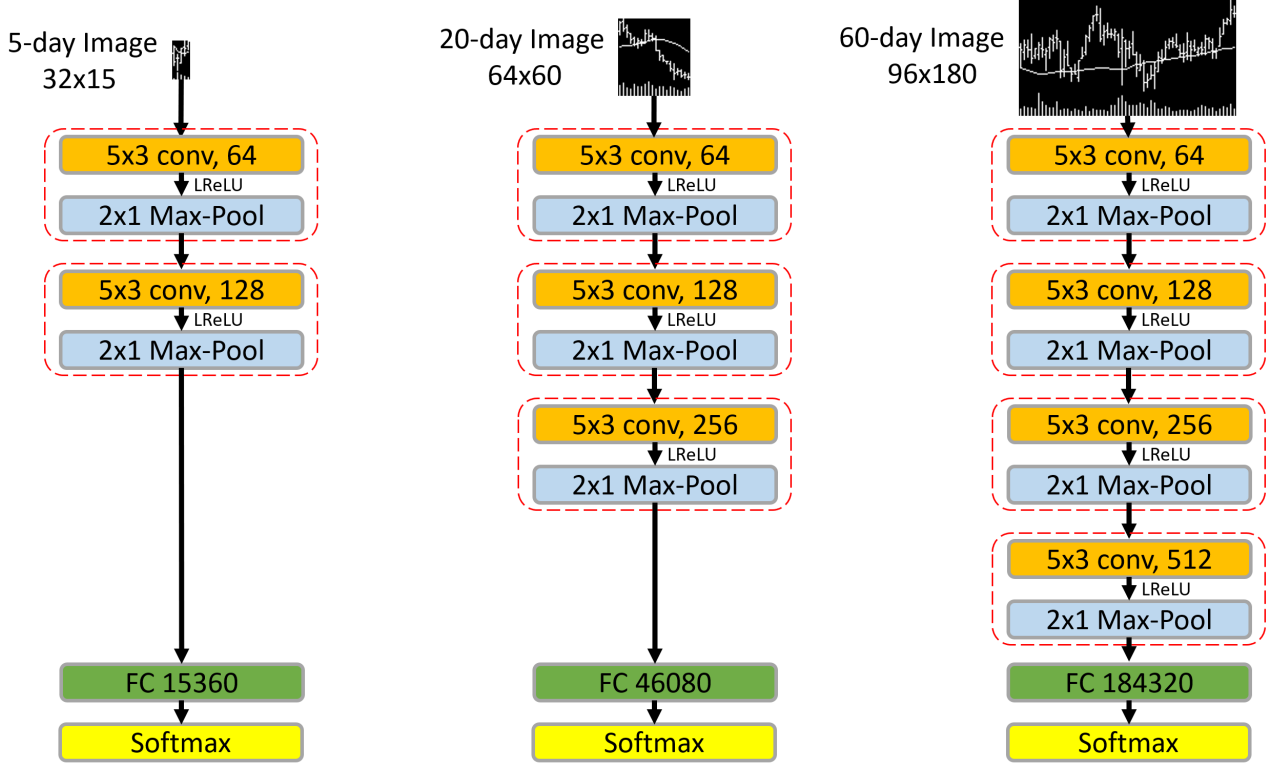 5-day Image
32x15
5x3 conv, 64
LReLU
2x1 Max-Pool
5x3 conv, 128
LReLU
2x1 Max-Pool
FC 15360
Softmax
20-day Image
64x60
5x3 conv, 64
LReLU
2x1 Max-Pool
5x3 conv, 128
LReLU
2x1 Max-Pool
5x3 conv, 256
LReLU
2x1 Max-Pool
FC 46080
Softmax
60-day Image
96x180
5x3 conv, 64
LReLU
2x1 Max-Pool
5x3 conv, 128
LReLU
2x1 Max-Pool
5x3 conv, 256
LReLU
2x1 Max-Pool
5x3 conv, 512
LReLU
2x1 Max-Pool
FC 184320
Softmax